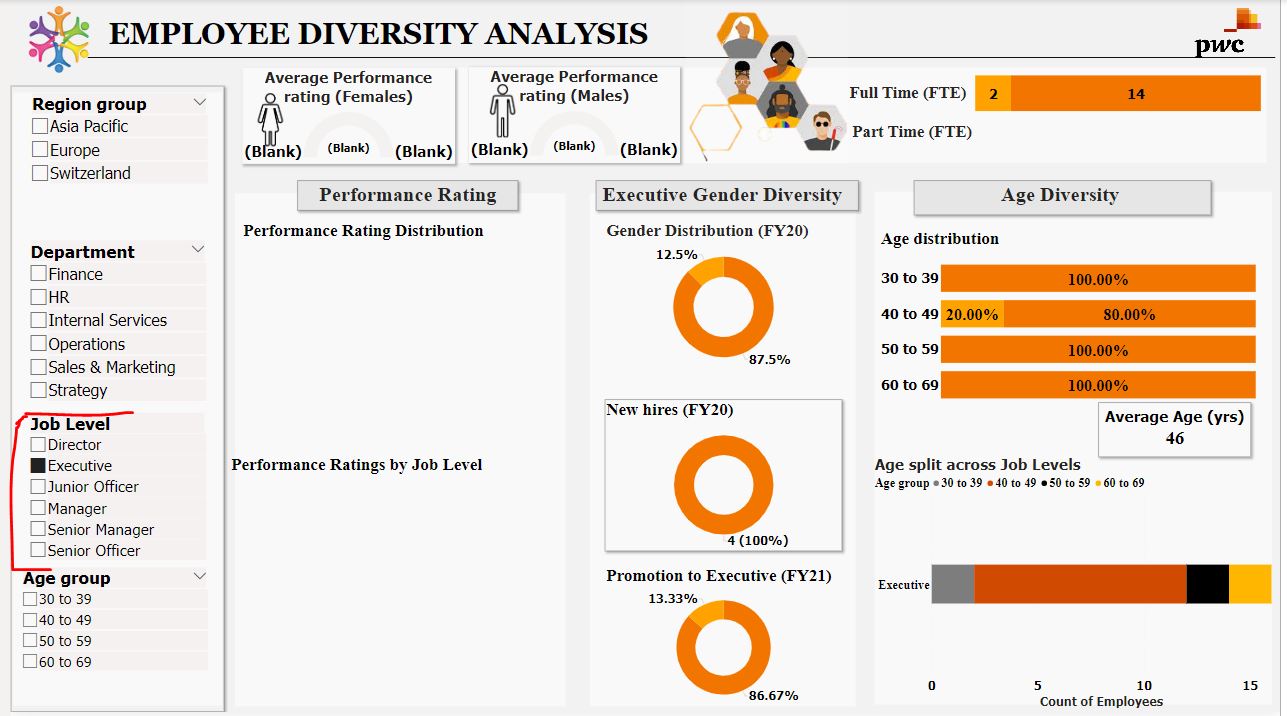 EMPLOYEE DIVERSITY ANALYSIS
pwc
Region group
Asia Pacific
Europe
Switzerland
Department
Finance
HR
Internal Services
Operations
Sales & Marketing
Strategy
Job Level
Director
Executive
Junior Officer
Manager
Senior Manager
Senior Officer
Age group
30 to 39
40 to 49
50 to 59
60 to 69
Average Performance
rating (Females)
(Blank) (Blank) (Blank)
Average Performance
rating (Males)
(Blank) (Blank) (Blank)
Full Time (FTE) 2 14
Part Time (FTE)
Performance Rating
Performance Rating Distribution
Performance Ratings by Job Level
Executive Gender Diversity
Gender Distribution (FY20)
12.5%
87.5%
New hires (FY20)
4 (100%)
Promotion to Executive (FY21)
13.33%
86.67%
Age Diversity
Age distribution
30 to 39 100.00%
40 to 49 20.00% 80.00%
50 to 59 100.00%
60 to 69 100.00%
Average Age (yrs)
46
Age split across Job Levels
Age group 30 to 39 40 to 49 50 to 59 60 to 69
Executive
0 5 10 15
Count of Employees